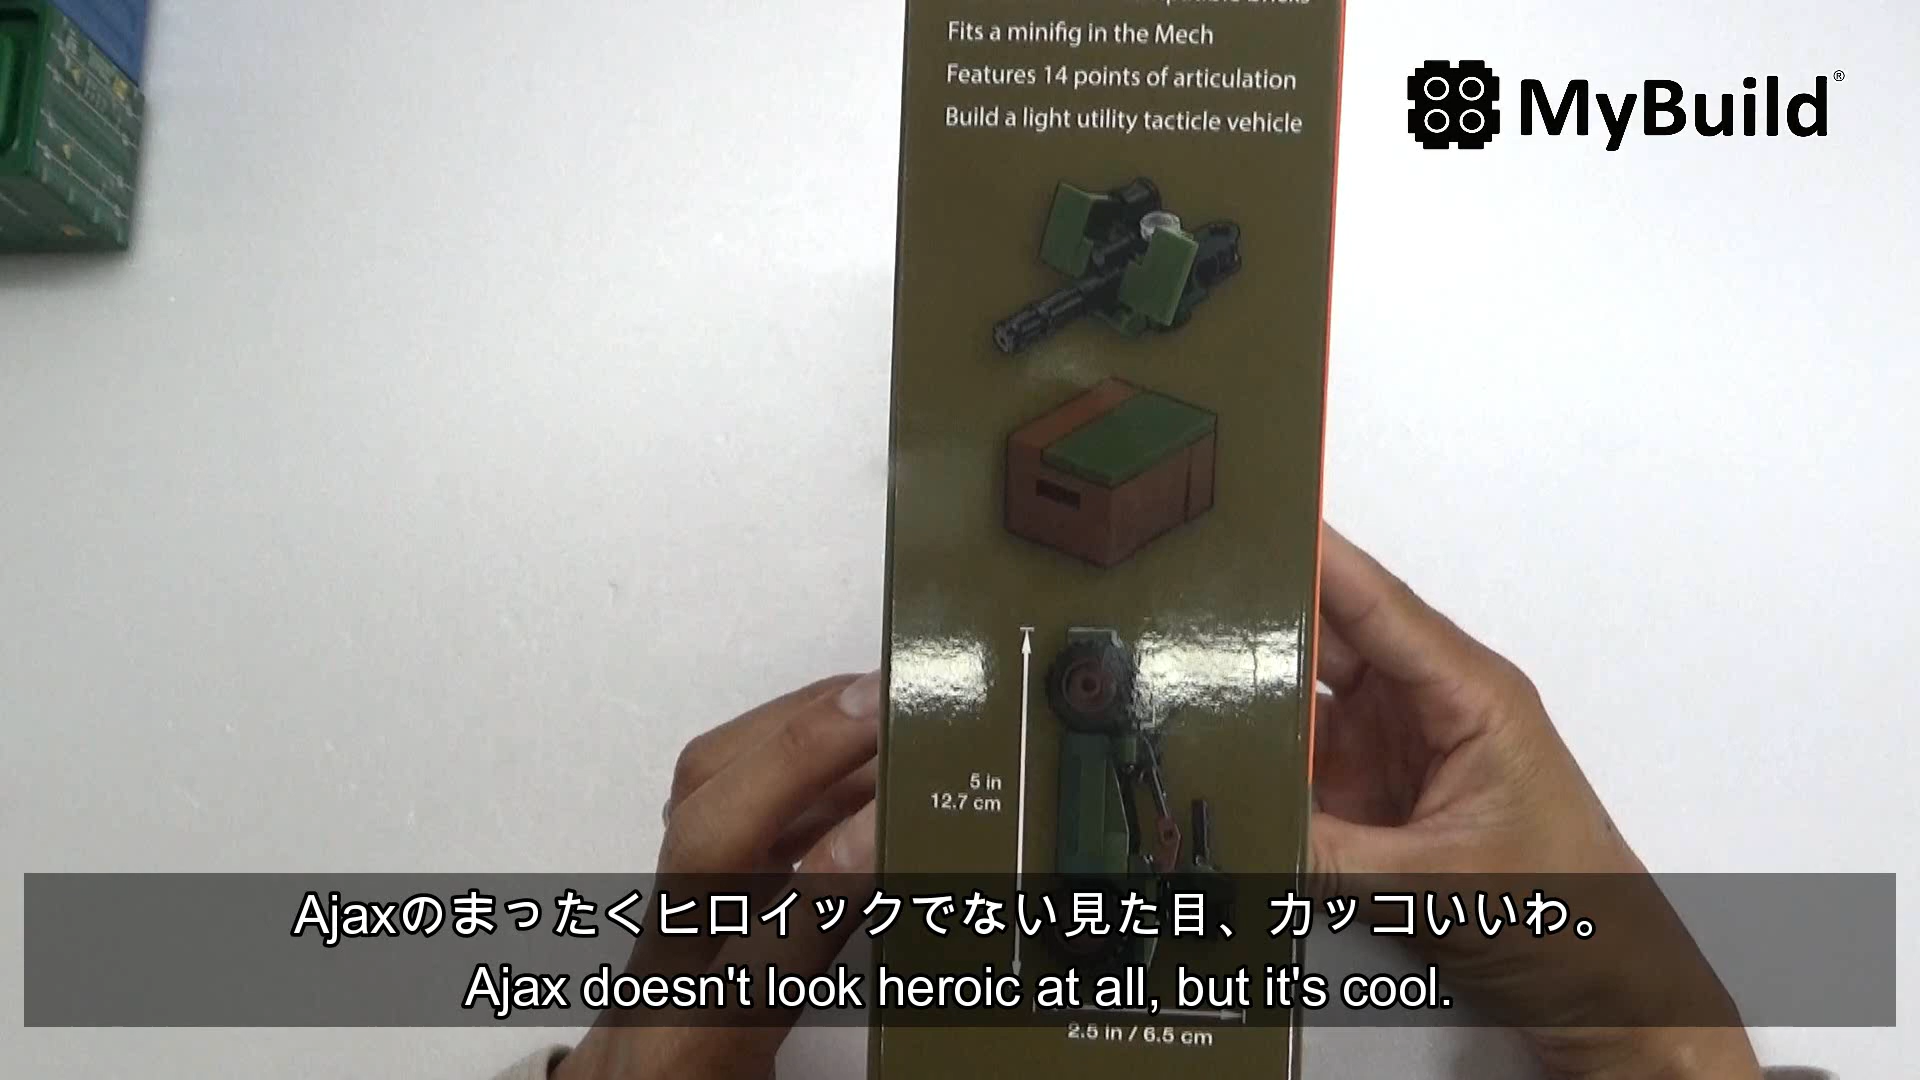 bricks
Fits a minifig in the Mech
Features 14 points of articulation
Build a light utility tacticle vehicle
MyBuild®
5 in
12.7 cm
Ajaxのまったくヒロイックでない見た目、カッコいいわ。
Ajax doesn't look heroic at all, but it's cool.
2.5 in / 6.5 cm